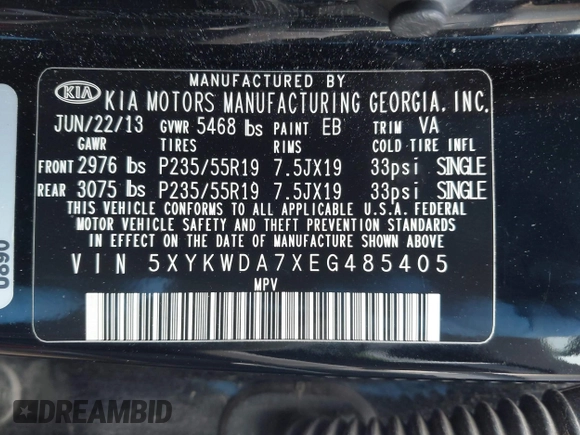 MANUFACTURED BY
KIA KIA MOTORS MANUFACTURING GEORGIA, INC.
JUN/22/13 GVWR 5468 lbs PAINT EB TRIM VA
GAWR TIRES RIMS COLD TIRE INFL
FRONT 2976 lbs P235/55R19 7.5JX19 33psi SINGLE
REAR 3075 lbs P235/55R19 7.5JX19 33psi SINGLE
THIS VEHICLE CONFORMS TO ALL APPLICABLE U.S.A. FEDERAL
MOTOR VEHICLE SAFETY AND THEFT PREVENTION STANDARDS
IN EFFECT ON THE DATE OF MANUFACTURE SHOWN ABOVE.
VIN 5XYKWDA7XEG485405
MPV
0890
DREAMBID